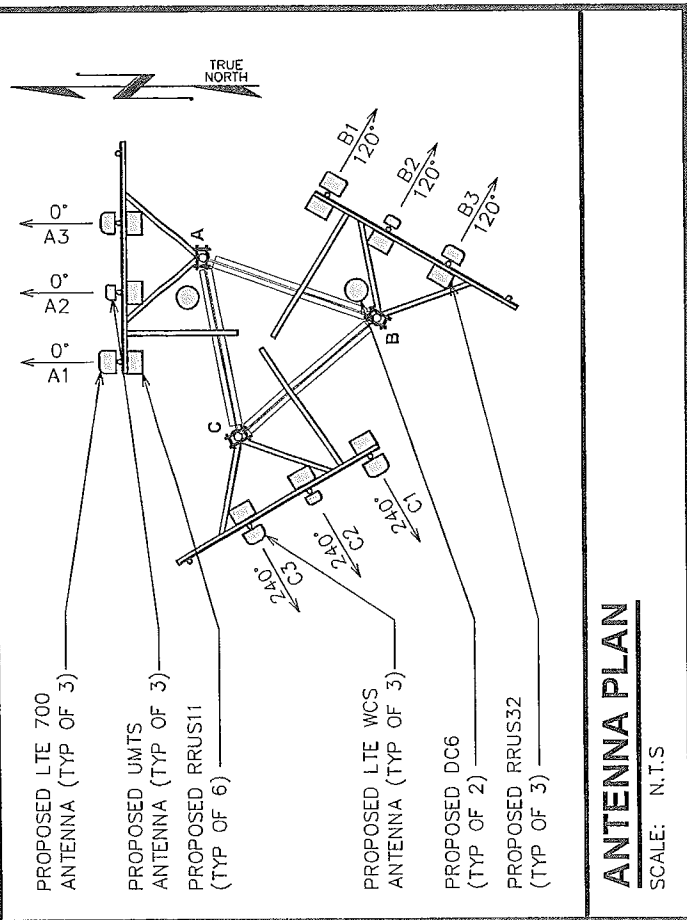 PROPOSED LTE 700
ANTENNA (TYP OF 3)
PROPOSED UMTS
ANTENNA (TYP OF 3)
PROPOSED RRUS11
(TYP OF 6)
PROPOSED LTE WCS
ANTENNA (TYP OF 3)
PROPOSED DC6
(TYP OF 2)
PROPOSED RRUS32
(TYP OF 3)
0°
A1
0°
A2
0°
A3
TRUE
NORTH
A
B
C
B1
120°
B2
120°
B3
120°
240°
C3
240°
C2
240°
C1
ANTENNA PLAN
SCALE: N.T.S